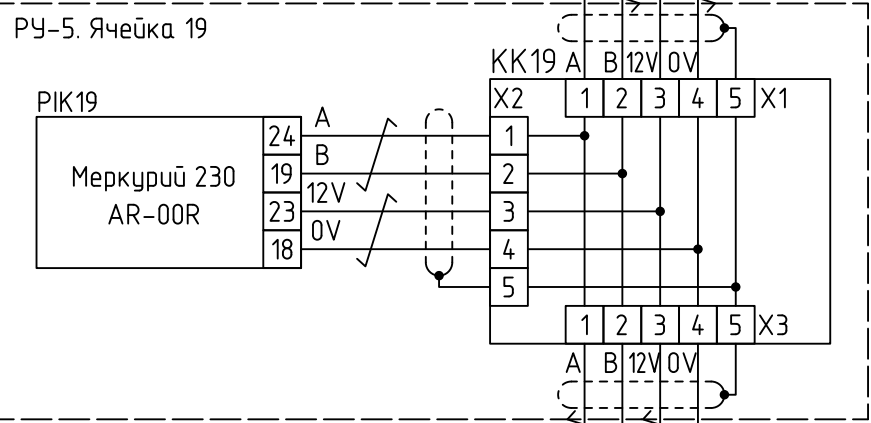 РУ-5. Ячейка 19
KK19 A B 12V 0V
PIK19
X2 1 2 3 4 5 X1
Меркурий 230
AR-00R
24 A 1
19 B 2
23 12V 3
18 0V 4
5
1 2 3 4 5 X3
A B 12V 0V